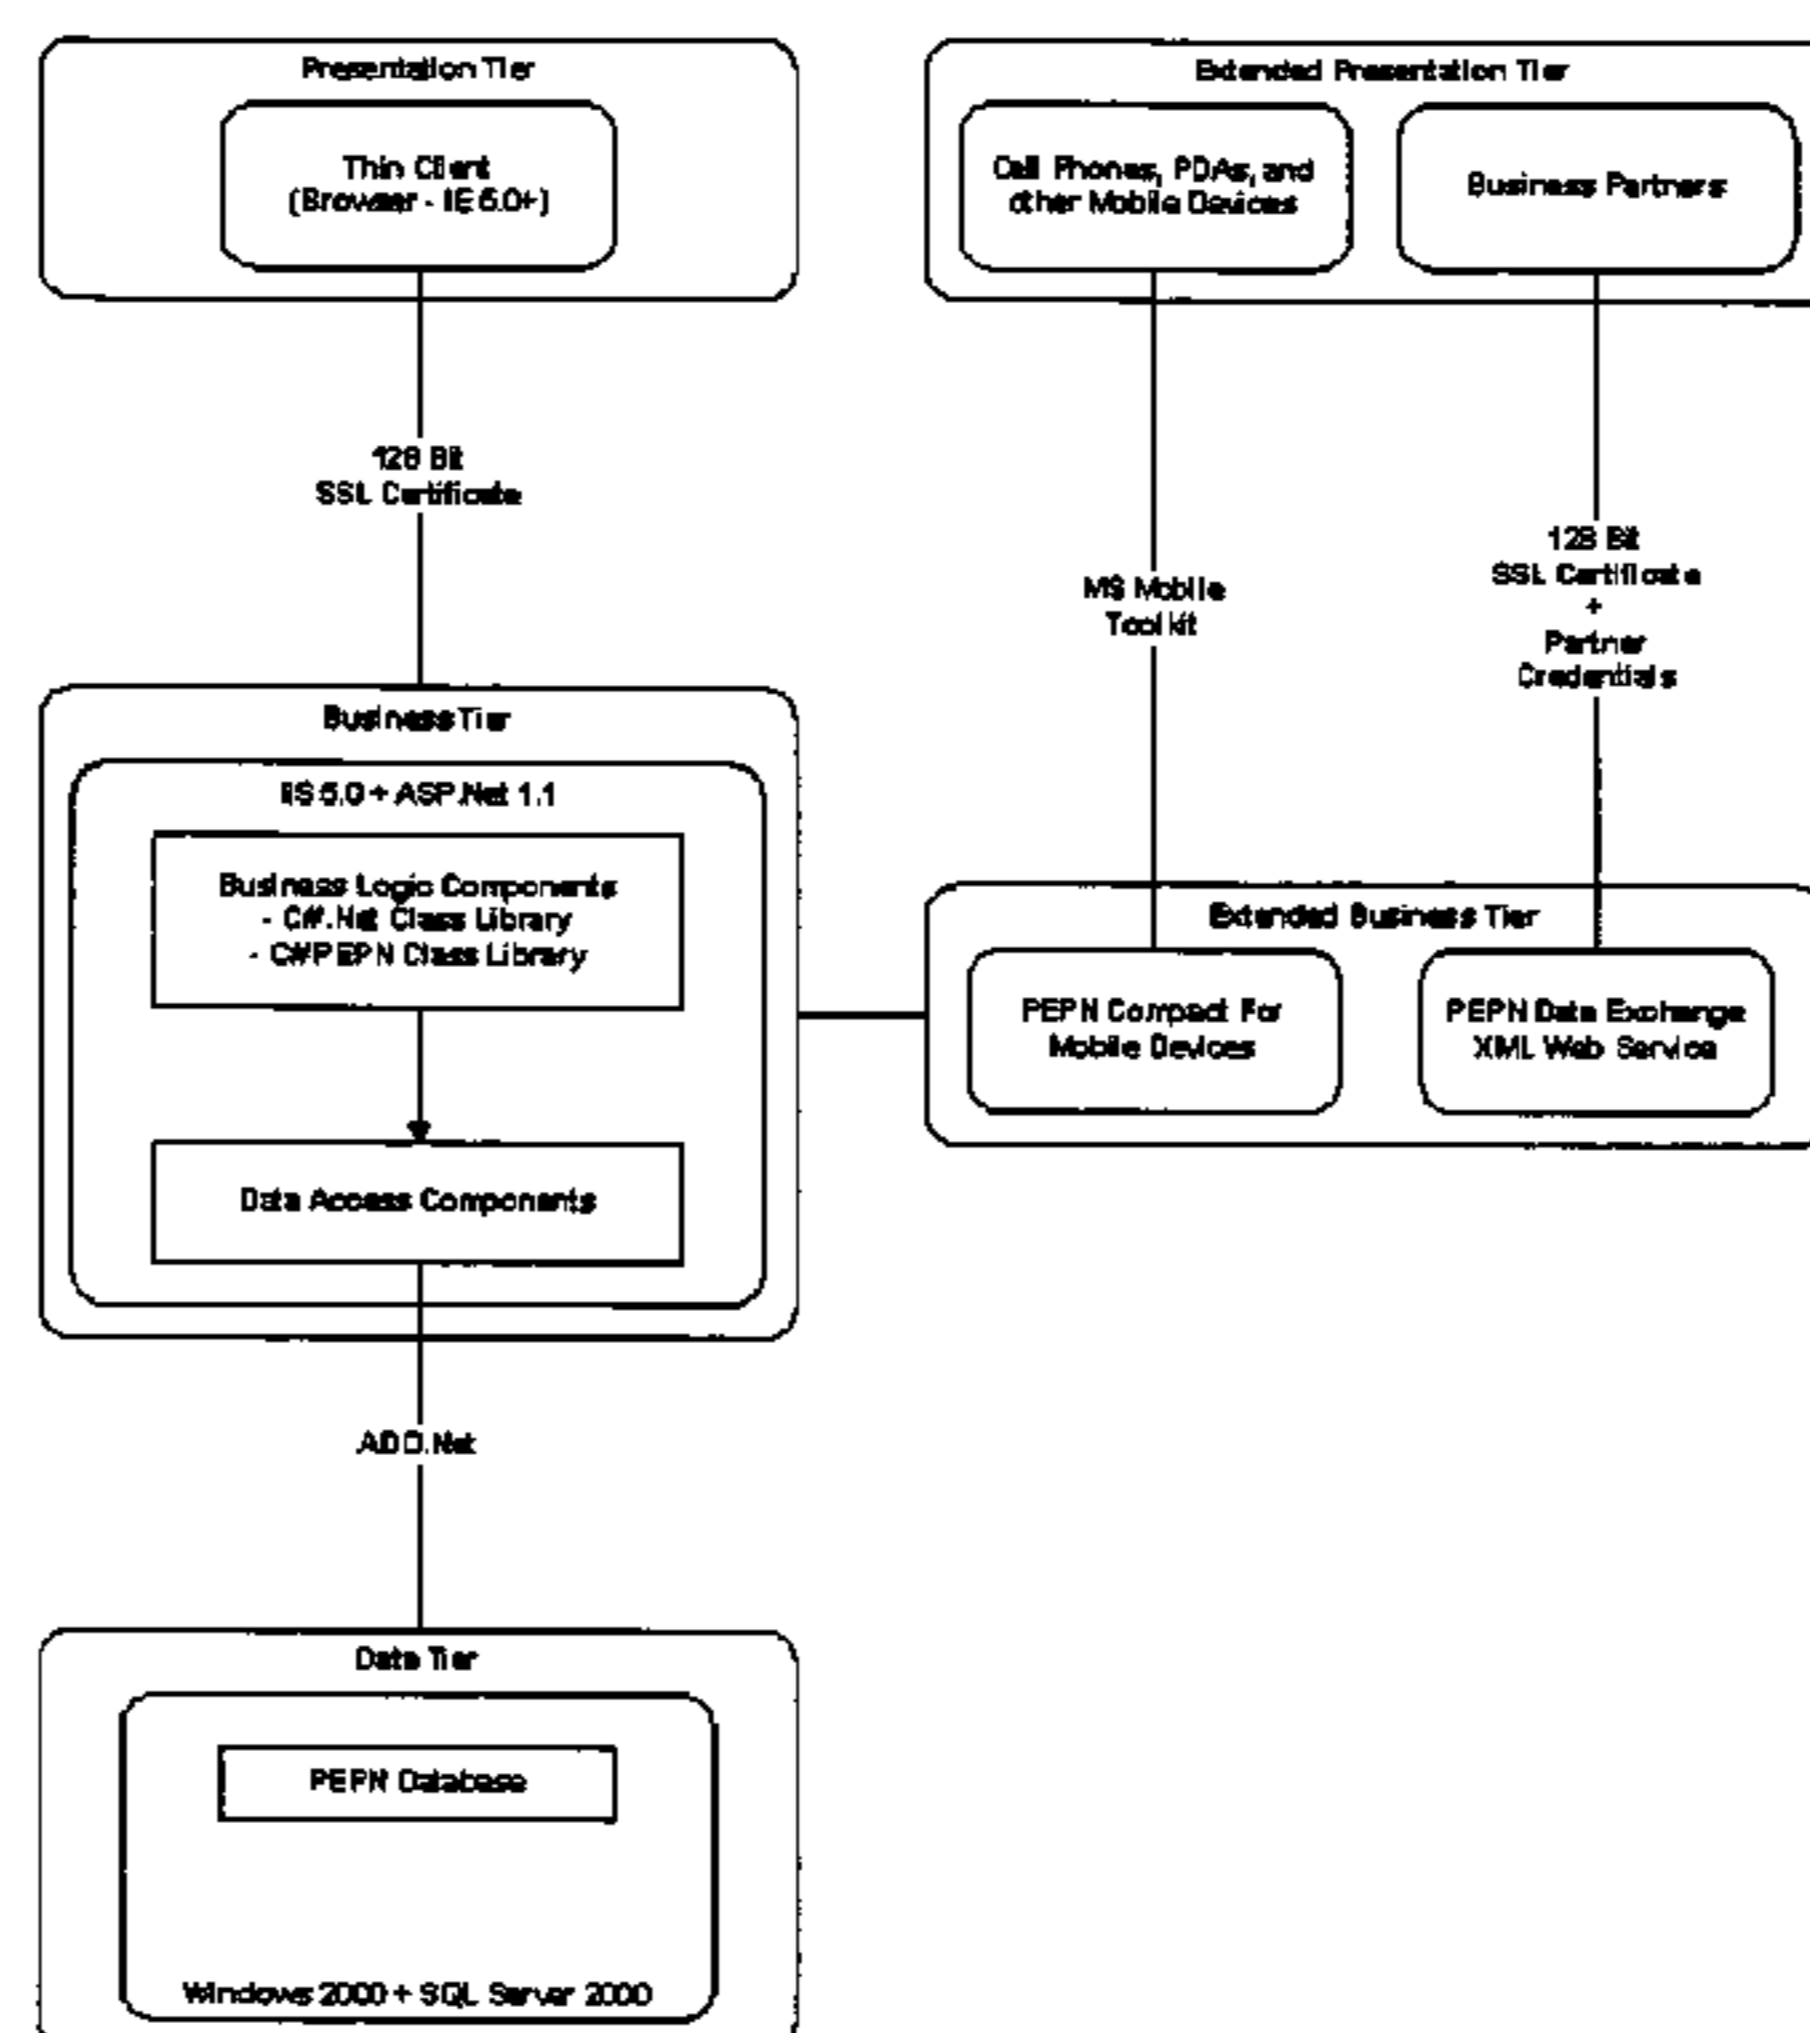 Presentation Tier
Thin Client
(Browser - IE 5.0+)
Extended Presentation Tier
Cell Phones, PDAs, and
other Mobile Devices
Business Partners
128 Bit
SSL Certificate
MS Mobile
Toolkit
128 Bit
SSL Certificate
+
Partner
Credentials
Business Tier
IIS 5.0 + ASP.Net 1.1
Business Logic Components
- C#.Net Class Library
- C#PEPN Class Library
Data Access Components
Extended Business Tier
PEPN Compact For
Mobile Devices
PEPN Data Exchange
XML Web Service
ADO.Net
Data Tier
PEPN Database
Windows 2000 + SQL Server 2000